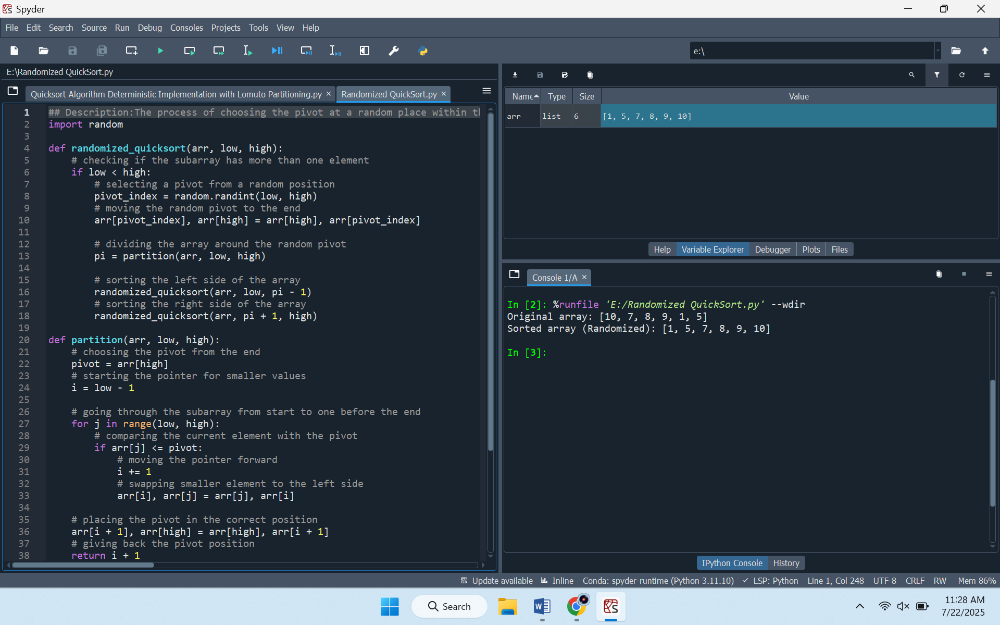 Spyder
File Edit Search Source Run Debug Consoles Projects Tools View Help
e:\
E:\Randomized QuickSort.py
Quicksort Algorithm Deterministic Implementation with Lomuto Partitioning.py
Randomized QuickSort.py
1 ## Description:The process of choosing the pivot at a random place within
2 import random
3
4 def randomized_quicksort(arr, low, high):
5     # checking if the subarray has more than one element
6     if low < high:
7         # selecting a pivot from a random position
8         pivot_index = random.randint(low, high)
9         # moving the random pivot to the end
10         arr[pivot_index], arr[high] = arr[high], arr[pivot_index]
11
12         # dividing the array around the random pivot
13         pi = partition(arr, low, high)
14
15         # sorting the left side of the array
16         randomized_quicksort(arr, low, pi - 1)
17         # sorting the right side of the array
18         randomized_quicksort(arr, pi + 1, high)
19
20 def partition(arr, low, high):
21     # choosing the pivot from the end
22     pivot = arr[high]
23     # starting the pointer for smaller values
24     i = low - 1
25
26     # going through the subarray from start to one before the end
27     for j in range(low, high):
28         # comparing the current element with the pivot
29         if arr[j] <= pivot:
30             # moving the pointer forward
31             i += 1
32             # swapping smaller element to the left side
33             arr[i], arr[j] = arr[j], arr[i]
34
35     # placing the pivot in the correct position
36     arr[i + 1], arr[high] = arr[high], arr[i + 1]
37     # giving back the pivot position
38     return i + 1
Name Type Size Value
arr list 6 [1, 5, 7, 8, 9, 10]
Help Variable Explorer Debugger Plots Files
Console 1/A
In [2]: %runfile 'E:/Randomized QuickSort.py' --wdir
Original array: [10, 7, 8, 9, 1, 5]
Sorted array (Randomized): [1, 5, 7, 8, 9, 10]
In [3]:
IPython Console History
Update available Inline Conda: spyder-runtime (Python 3.11.10) LSP: Python Line 1, Col 248 UTF-8 CRLF RW Mem 86%
Search
11:28 AM
7/22/2025